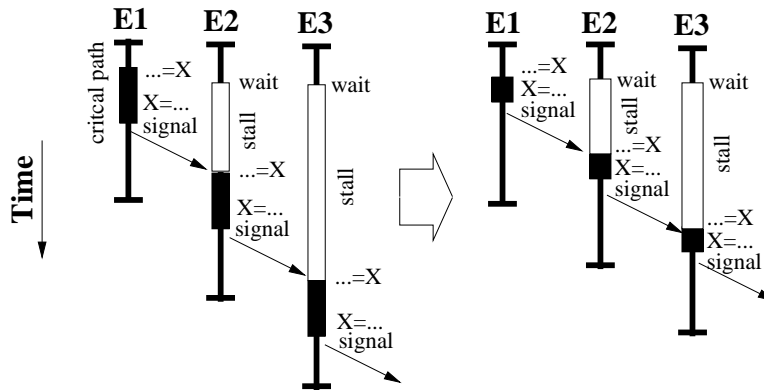 E1
E2
E3
critcal path
...=X
X=...
signal
wait
stall
...=X
X=...
signal
wait
stall
...=X
X=...
signal
Time
E1
E2
E3
...=X
X=...
signal
wait
stall
...=X
X=...
signal
wait
stall
...=X
X=...
signal